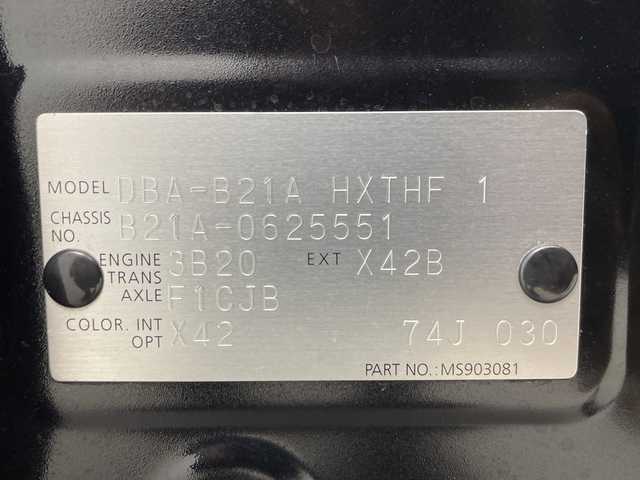 MODEL DBA-B21A HXTHF 1
CHASSIS NO. B21A-0625551
ENGINE 3B20 EXT X42B
TRANS AXLE F1CJB
COLOR. INT OPT X42 74J 030
PART NO.: MS903081